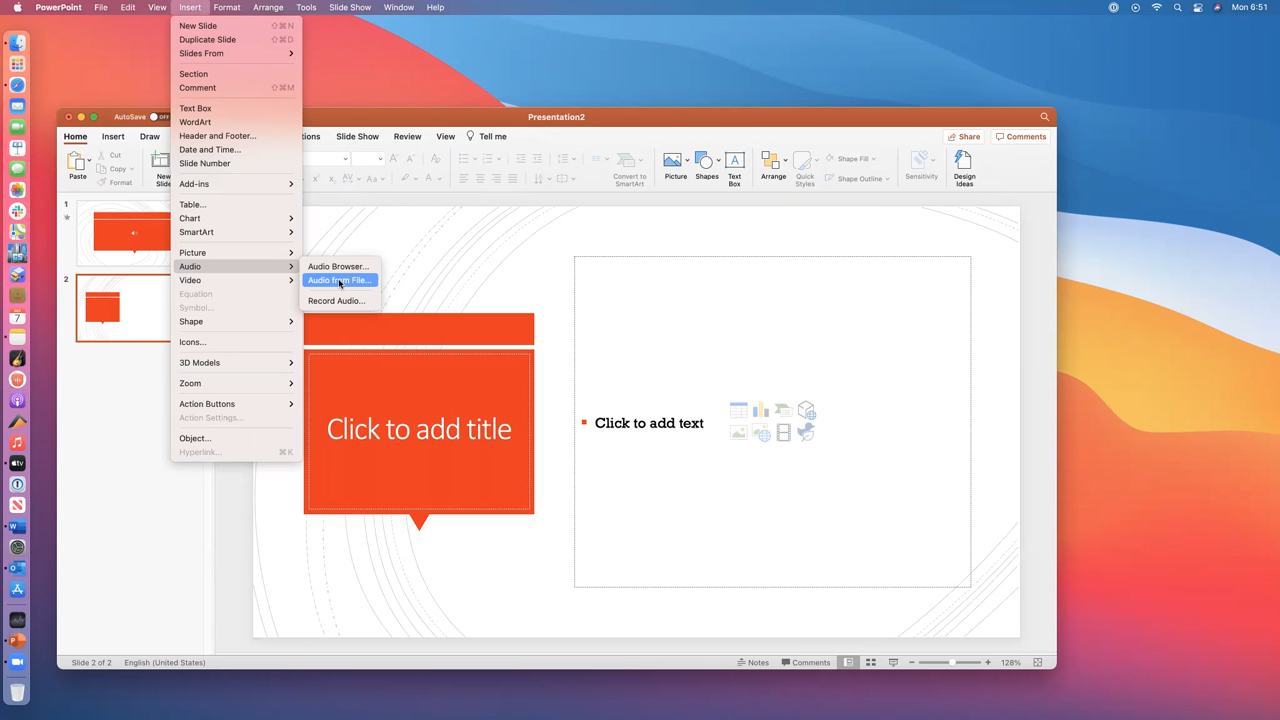 PowerPoint File Edit View Insert Format Arrange Tools Slide Show Window Help Mon 6:51
New Slide ⇧⌘N
Duplicate Slide ⇧⌘D
Slides From
Section
Comment ⇧⌘M
Text Box
WordArt
Header and Footer...
Date and Time...
Slide Number
Add-ins
Table...
Chart
SmartArt
Picture
Audio
Video
Equation
Symbol...
Shape
Icons...
3D Models
Zoom
Action Buttons
Action Settings...
Object...
Hyperlink... ⌘K
Audio Browser...
Audio from File...
Record Audio...
AutoSave OFF
Presentation2
Home Insert Draw tions Slide Show Review View Tell me Share Comments
Paste
Cut
Copy
Format
New
Slide
Convert to
SmartArt
Picture
Shapes
Text
Box
Arrange
Quick
Styles
Shape Fill
Shape Outline
Sensitivity
Design
Ideas
1
2
Click to add title
Click to add text
7
Slide 2 of 2 English (United States) Notes Comments 128%